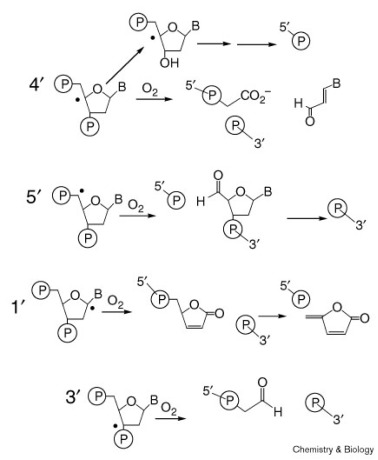 P O B
OH
5′ P
4′ P O B P
O₂
5′ P CO₂⁻
P 3′
B H O
5′ P O B P
O₂
5′ P
O H O B P 3′
P 3′
1′ P O B P
O₂
5′ P O O
P 3′
5′ P O O
3′ P O B P
O₂
5′ P O H
P 3′
Chemistry & Biology